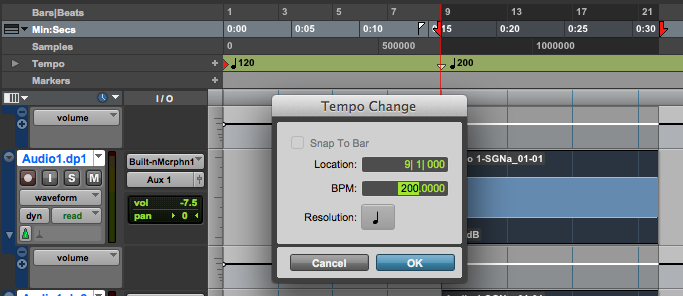 Bars|Beats 1 3 5 7 9 11 13 15 17 19 21
Min:Secs 0:00 0:05 0:10 15 0:20 0:25 0:30
Samples 0 500000 1000000
Tempo + 120 200
Markers +
I / O
volume
Audio1.dp1 Built-nMcrphn1
I S M Aux 1
waveform vol -7.5
dyn read pan 0
volume
Tempo Change
Snap To Bar
Location: 9| 1| 000
BPM: 200.0000
Resolution:
Cancel OK
o 1-SGNa_01-01
dB